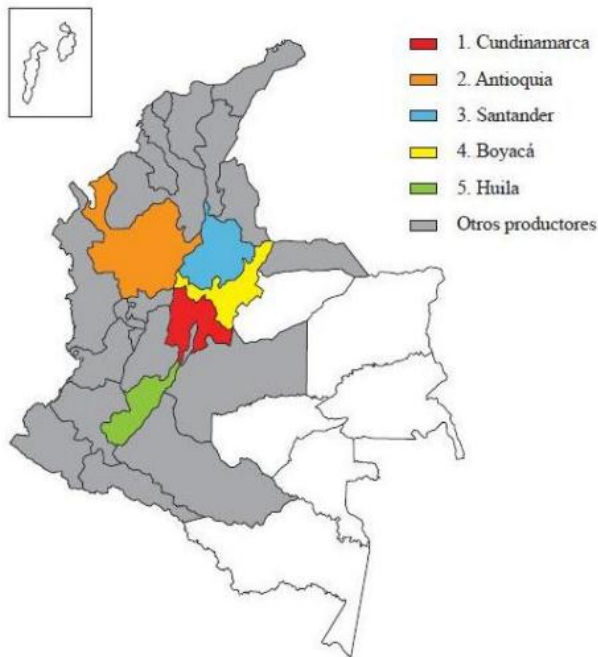 1. Cundinamarca
2. Antioquia
3. Santander
4. Boyacá
5. Huila
Otros productores